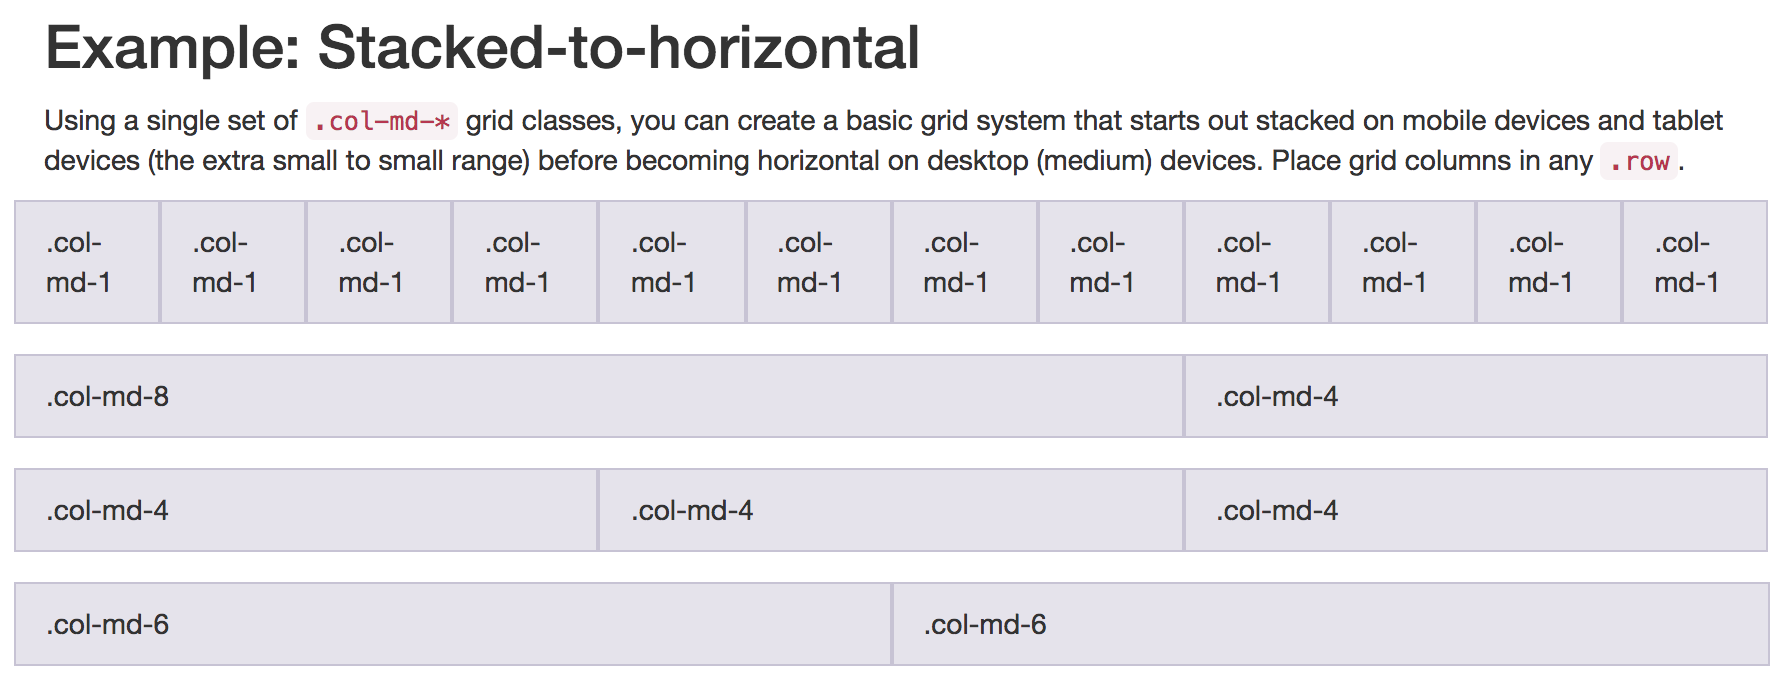 Example: Stacked-to-horizontal
Using a single set of .col-md-* grid classes, you can create a basic grid system that starts out stacked on mobile devices and tablet
devices (the extra small to small range) before becoming horizontal on desktop (medium) devices. Place grid columns in any .row.
.col- .col- .col- .col- .col- .col- .col- .col- .col- .col- .col- .col-
md-1 md-1 md-1 md-1 md-1 md-1 md-1 md-1 md-1 md-1 md-1 md-1
.col-md-8 .col-md-4
.col-md-4 .col-md-4 .col-md-4
.col-md-6 .col-md-6